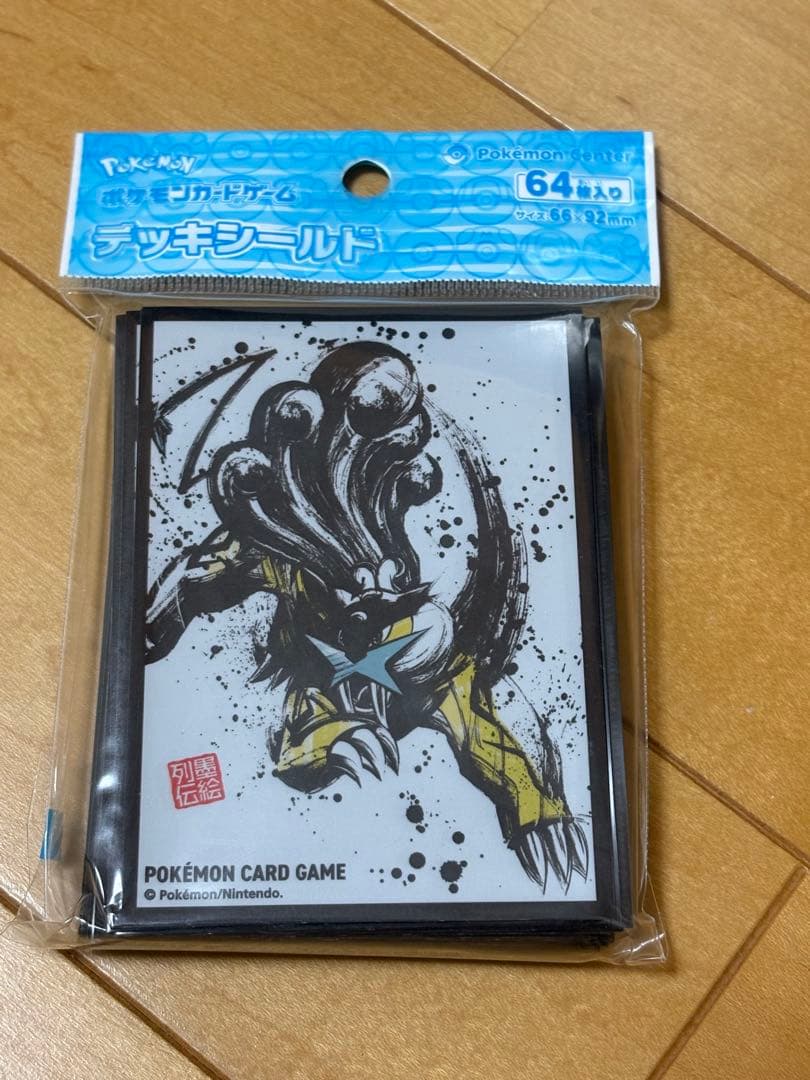 POKÉMON
ポケモンカードゲーム
デッキシールド
Pokémon Center
64枚入り
サイズ:66×92mm
墨絵
列伝
POKÉMON CARD GAME
© Pokémon/Nintendo.